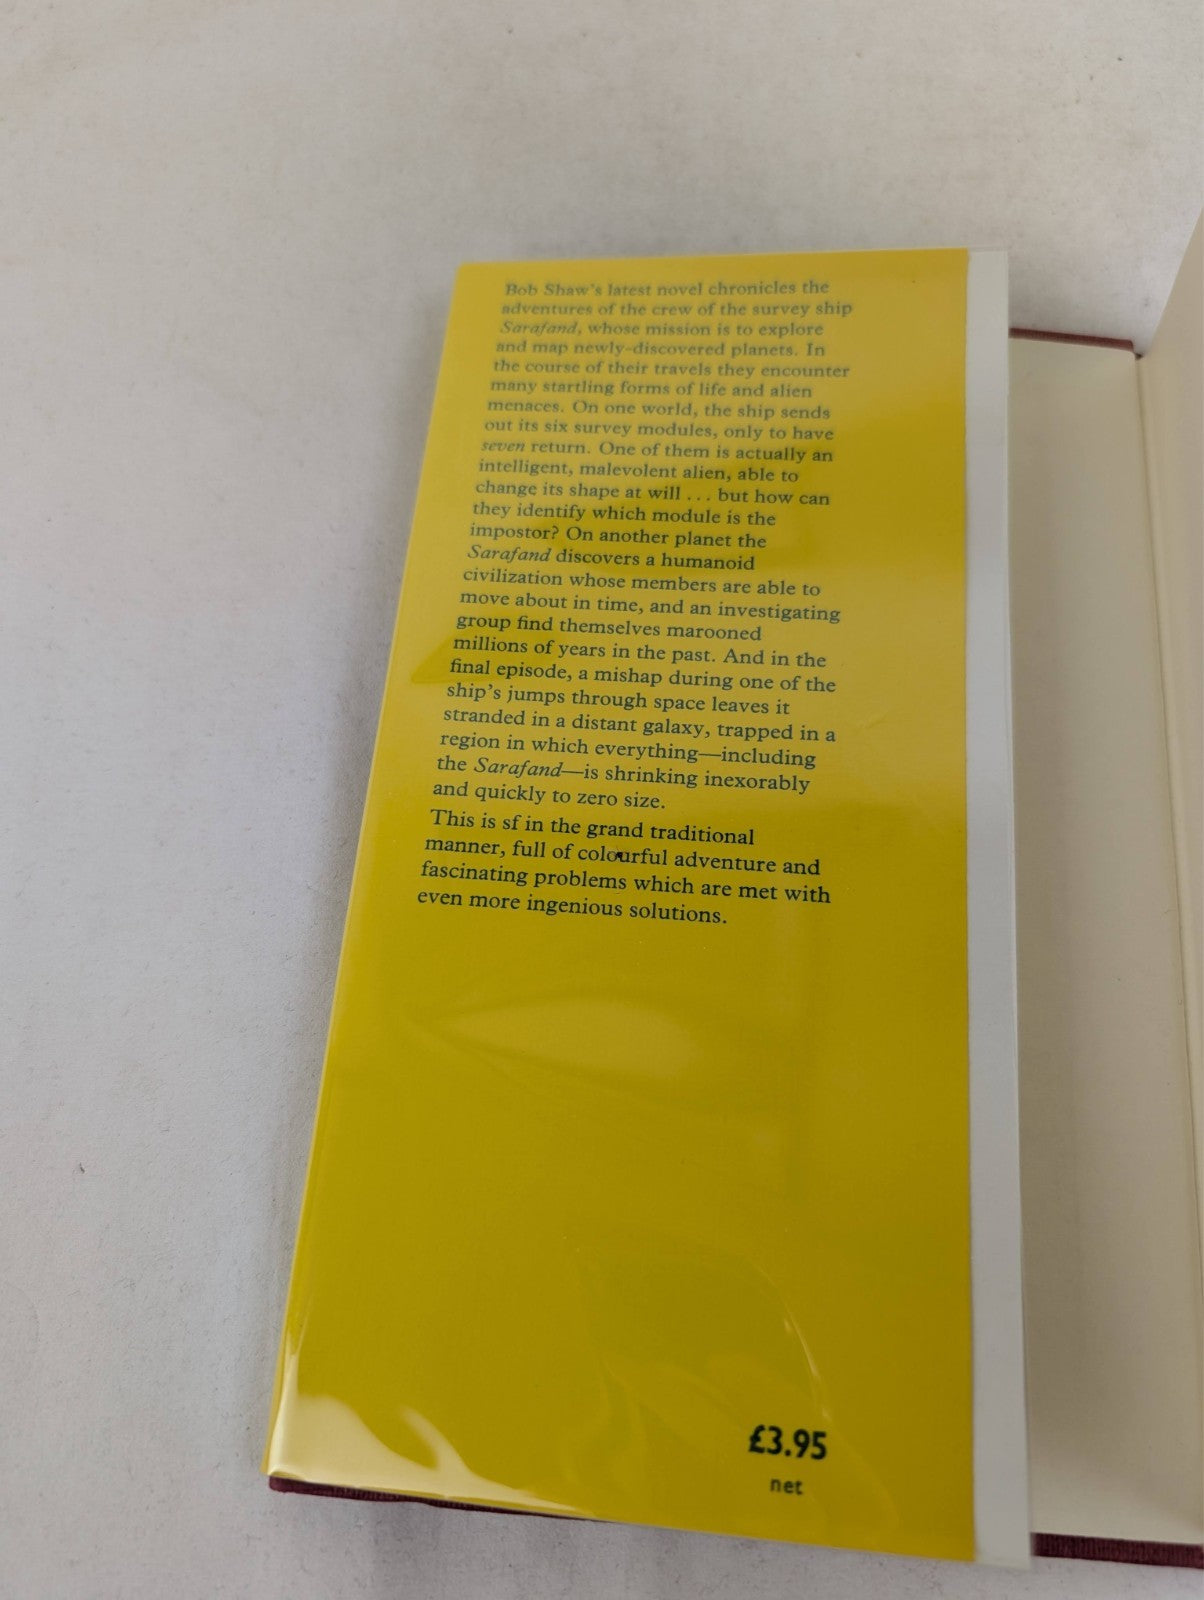 Bob Shaw's latest novel chronicles the
adventures of the crew of the survey ship
Sarafand, whose mission is to explore
and map newly-discovered planets. In
the course of their travels they encounter
many startling forms of life and alien
menaces. On one world, the ship sends
out its six survey modules, only to have
seven return. One of them is actually an
intelligent, malevolent alien, able to
change its shape at will . . . but how can
they identify which module is the
impostor? On another planet the
Sarafand discovers a humanoid
civilization whose members are able to
move about in time, and an investigating
group find themselves marooned
millions of years in the past. And in the
final episode, a mishap during one of the
ship's jumps through space leaves it
stranded in a distant galaxy, trapped in a
region in which everything—including
the Sarafand—is shrinking inexorably
and quickly to zero size.
This is sf in the grand traditional
manner, full of colourful adventure and
fascinating problems which are met with
even more ingenious solutions.
£3.95
net